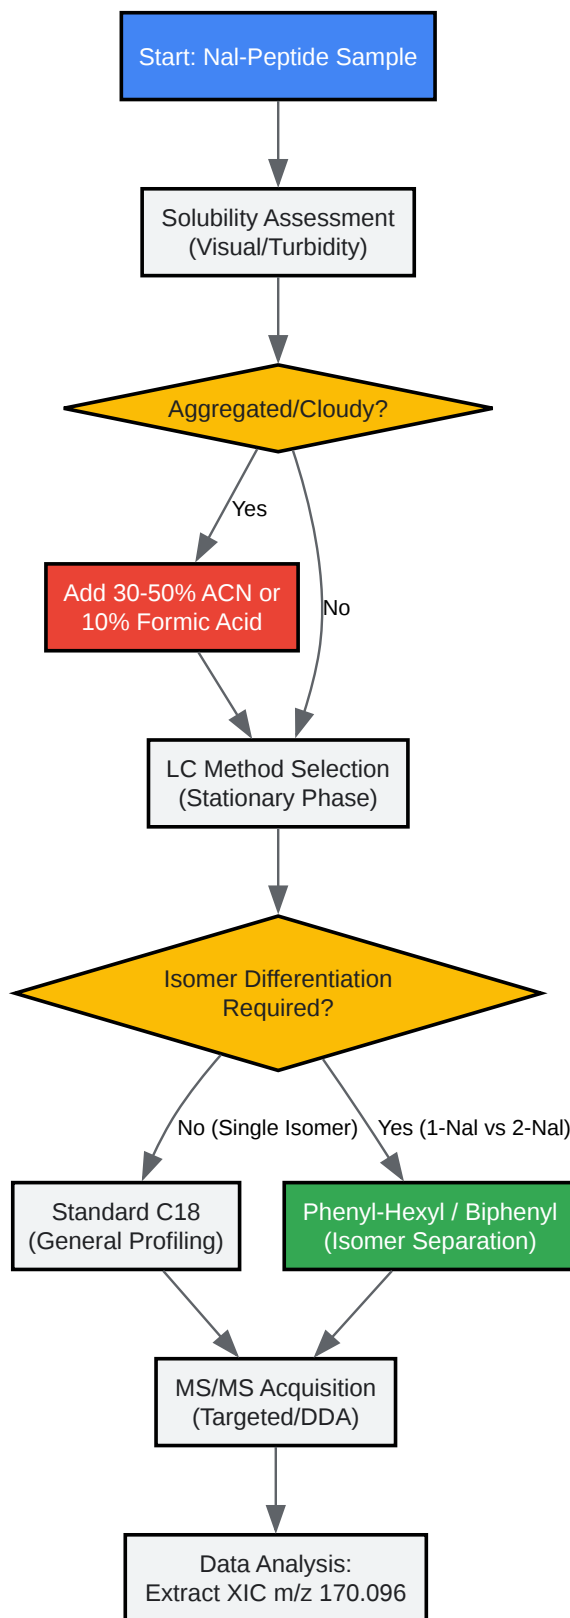 Start: Nal-Peptide Sample
Solubility Assessment
(Visual/Turbidity)
Aggregated/Cloudy?
Yes
Add 30-50% ACN or
10% Formic Acid
No
LC Method Selection
(Stationary Phase)
Isomer Differentiation
Required?
No (Single Isomer)
Yes (1-Nal vs 2-Nal)
Standard C18
(General Profiling)
Phenyl-Hexyl / Biphenyl
(Isomer Separation)
MS/MS Acquisition
(Targeted/DDA)
Data Analysis:
Extract XIC m/z 170.096